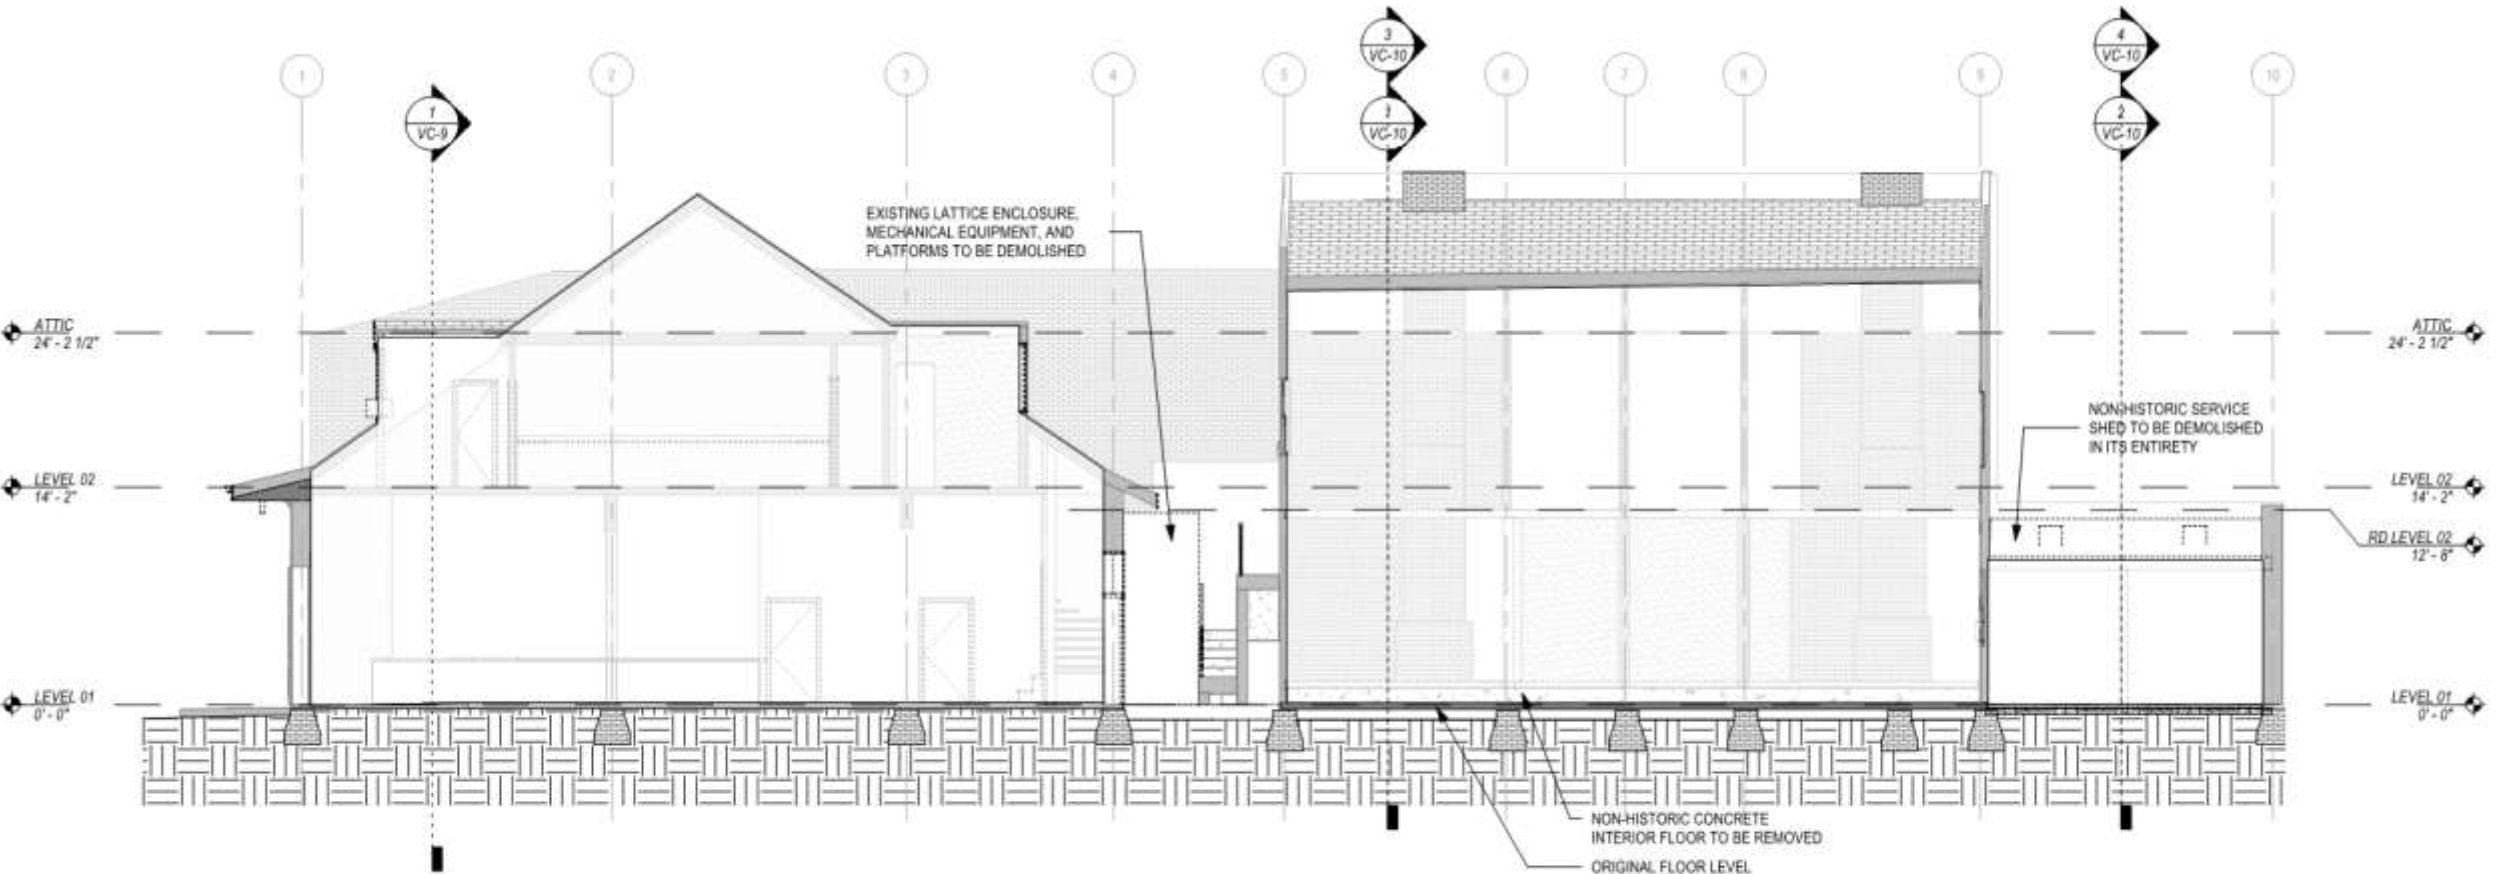 3
VC-10
4
VC-10
1
2
3
4
5
6
7
8
9
10
1
VC-9
1
VC-10
2
VC-10
EXISTING LATTICE ENCLOSURE,
MECHANICAL EQUIPMENT, AND
PLATFORMS TO BE DEMOLISHED
ATTIC
24' - 2 1/2"
ATTIC
24' - 2 1/2"
NON-HISTORIC SERVICE
SHED TO BE DEMOLISHED
IN ITS ENTIRETY
LEVEL 02
14' - 2"
LEVEL 02
14' - 2"
RD LEVEL 02
12' - 8"
LEVEL 01
0' - 0"
LEVEL 01
0' - 0"
NON-HISTORIC CONCRETE
INTERIOR FLOOR TO BE REMOVED
ORIGINAL FLOOR LEVEL